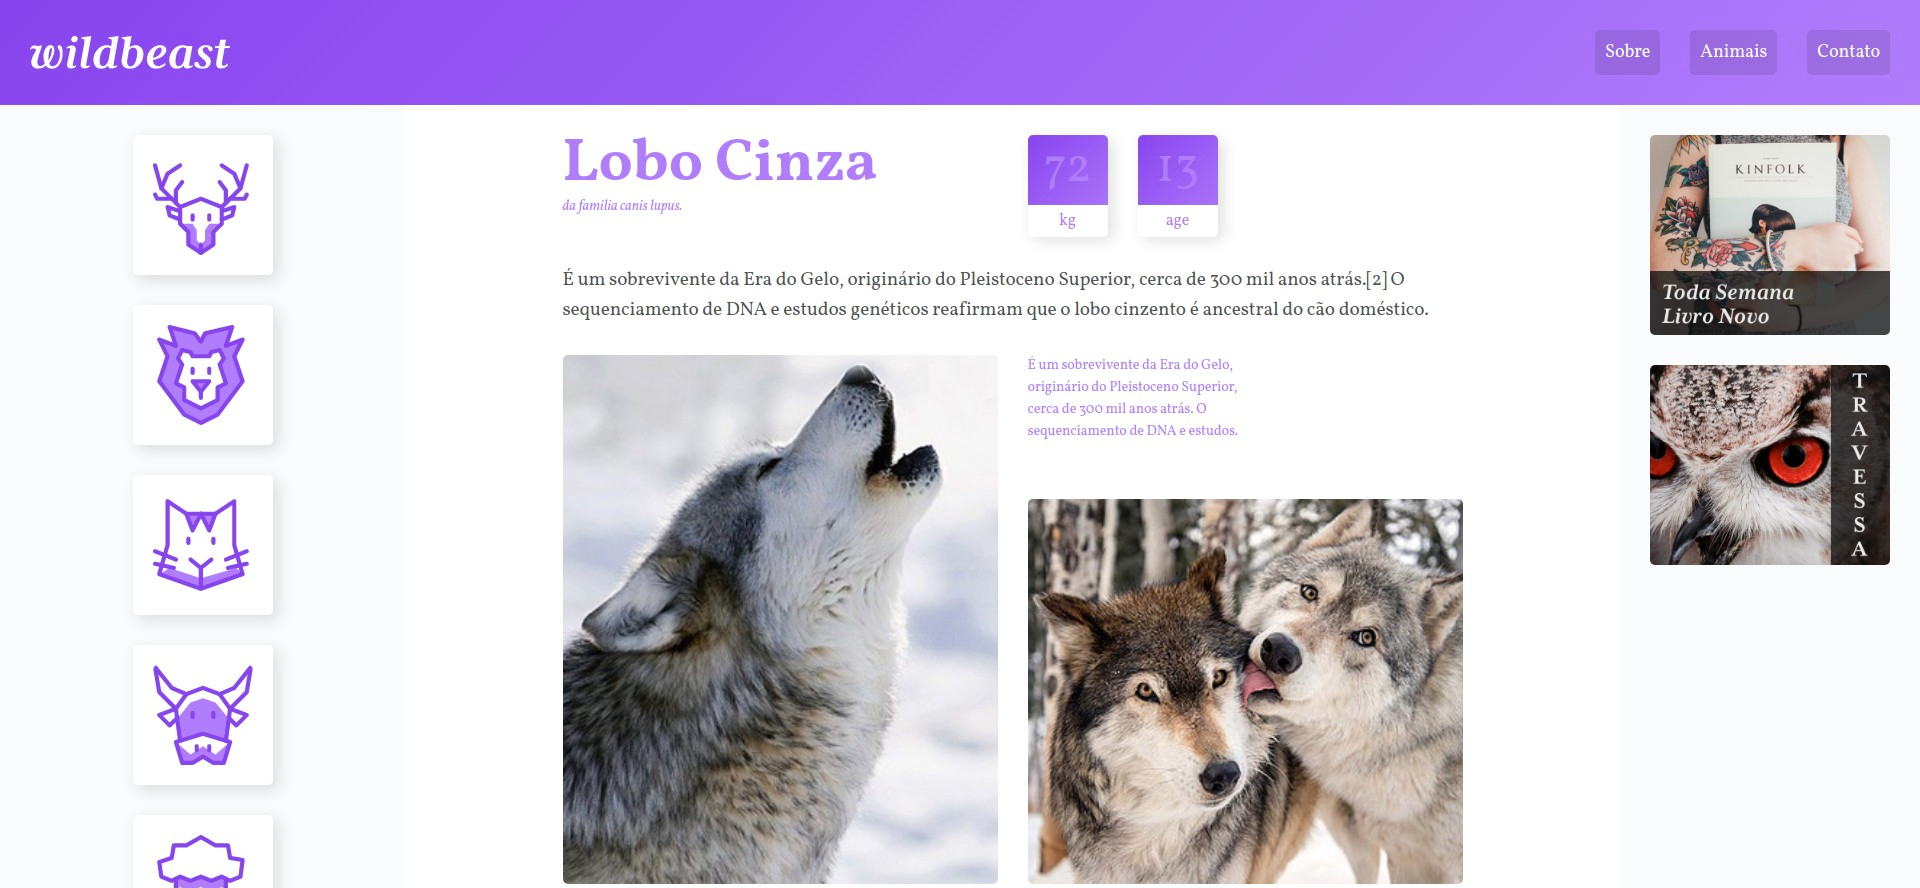 wildbeast
Sobre
Animais
Contato
Lobo Cinza
da familia canis lupus.
72
kg
13
age
É um sobrevivente da Era do Gelo, originário do Pleistoceno Superior, cerca de 300 mil anos atrás.[2] O
sequenciamento de DNA e estudos genéticos reafirmam que o lobo cinzento é ancestral do cão doméstico.
É um sobrevivente da Era do Gelo,
originário do Pleistoceno Superior,
cerca de 300 mil anos atrás. O
sequenciamento de DNA e estudos.
KINFOLK
Toda Semana
Livro Novo
TRAVESSA